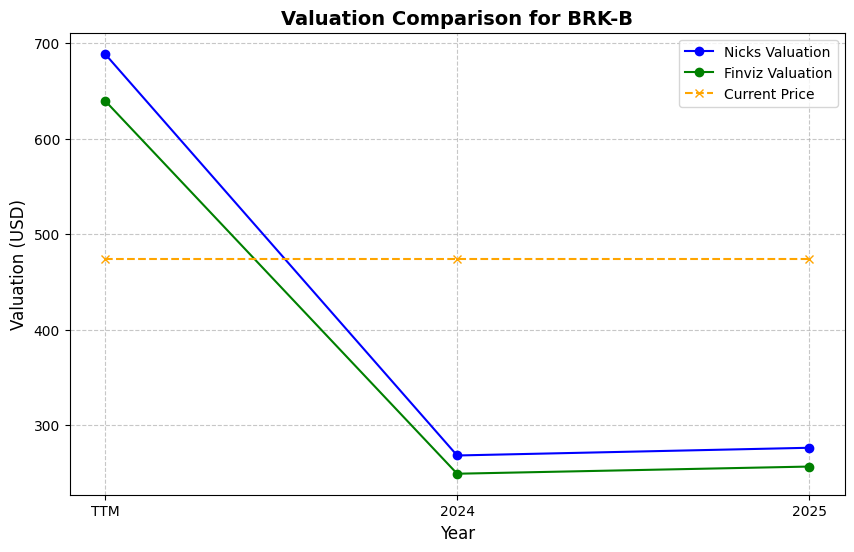 Valuation Comparison for BRK-B
Nicks Valuation
Finviz Valuation
Current Price
Valuation (USD)
700
600
500
400
300
TTM
2024
2025
Year